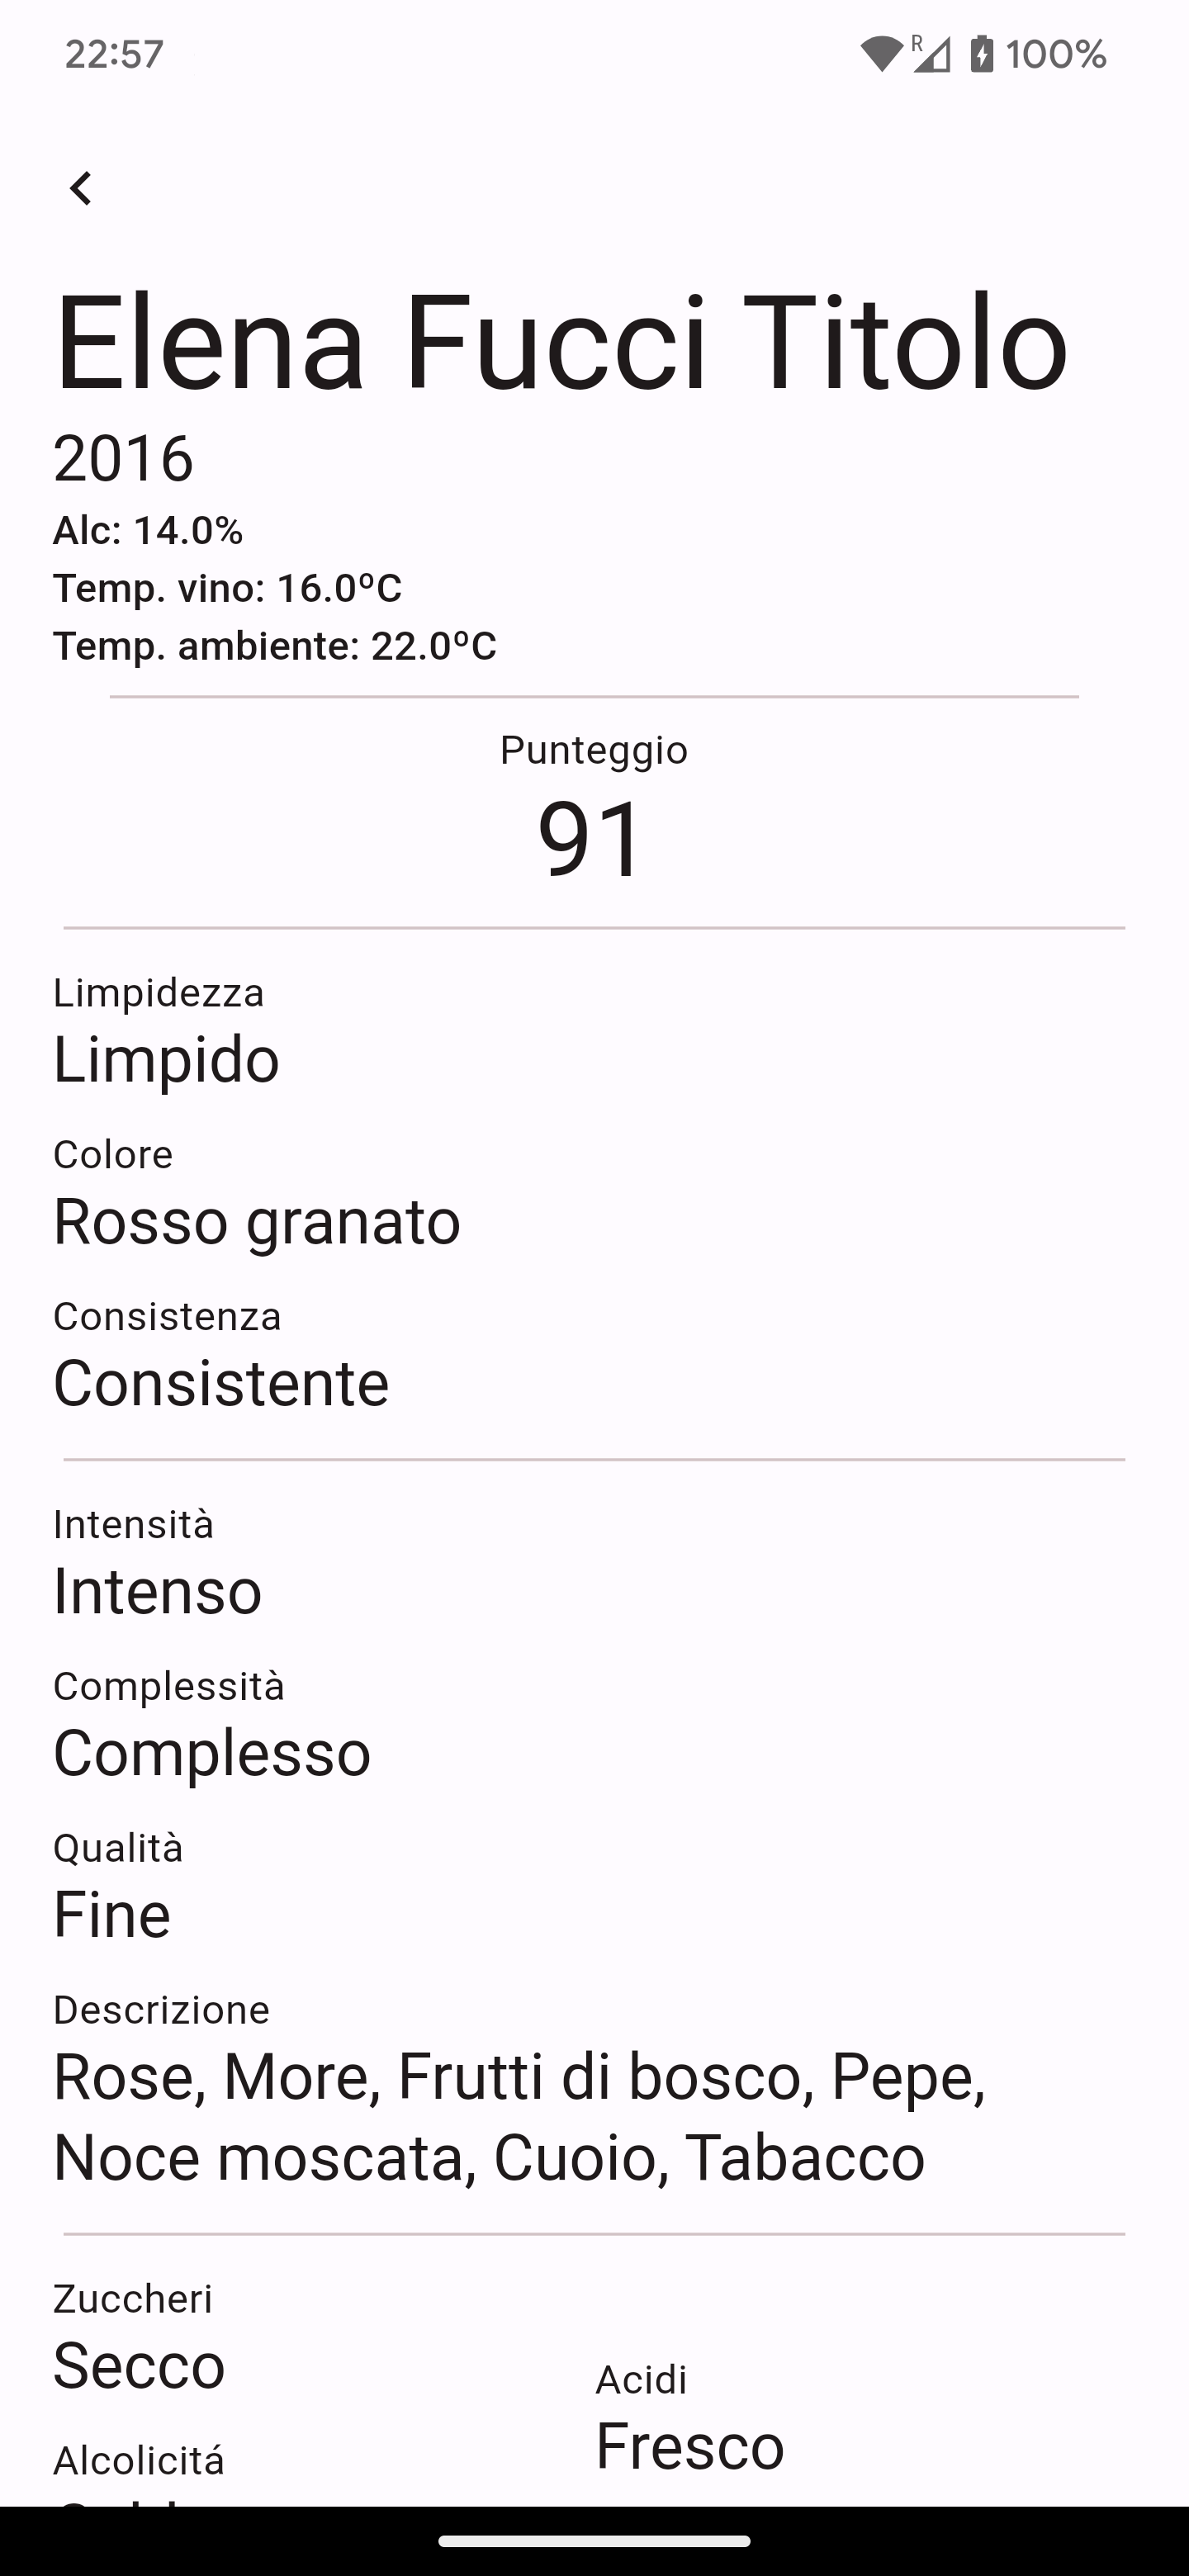 22:57
R 100%
Elena Fucci Titolo
2016
Alc: 14.0%
Temp. vino: 16.0ºC
Temp. ambiente: 22.0ºC
Punteggio
91
Limpidezza
Limpido
Colore
Rosso granato
Consistenza
Consistente
Intensità
Intenso
Complessità
Complesso
Qualità
Fine
Descrizione
Rose, More, Frutti di bosco, Pepe,
Noce moscata, Cuoio, Tabacco
Zuccheri
Secco
Acidi
Fresco
Alcolicitá